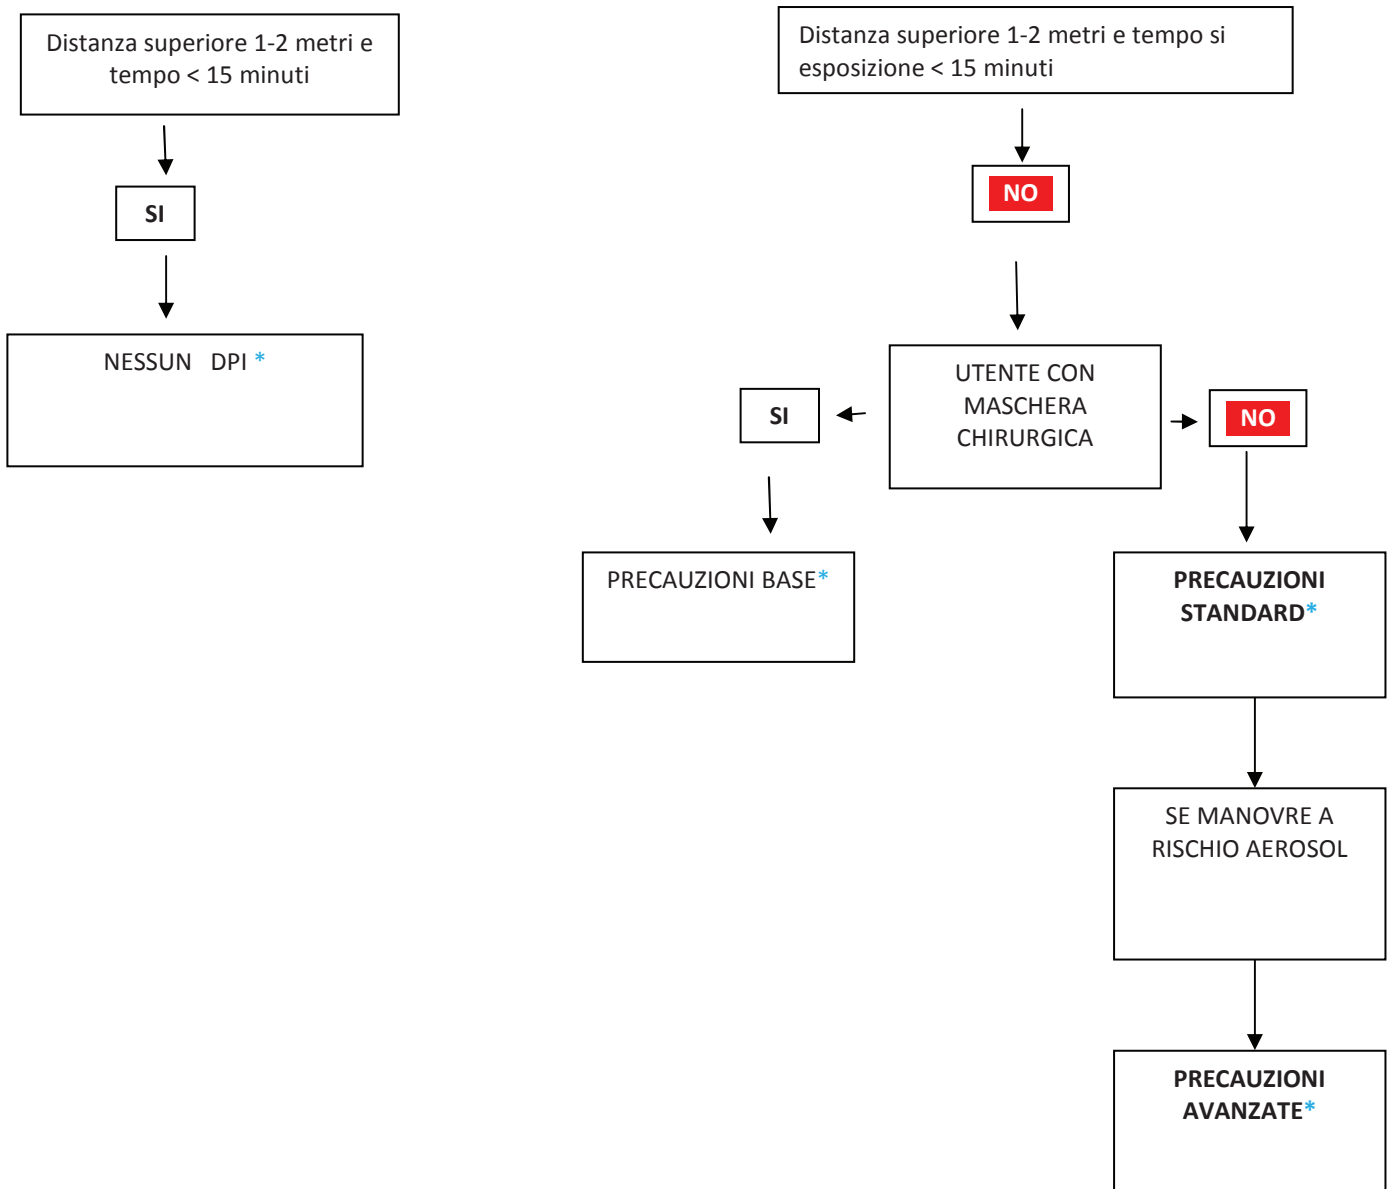 Distanza superiore 1-2 metri e
tempo < 15 minuti
SI
NESSUN DPI *
Distanza superiore 1-2 metri e tempo si
esposizione < 15 minuti
NO
UTENTE CON
MASCHERA
CHIRURGICA
SI
NO
PRECAUZIONI BASE*
PRECAUZIONI
STANDARD*
SE MANOVRE A
RISCHIO AEROSOL
PRECAUZIONI
AVANZATE*